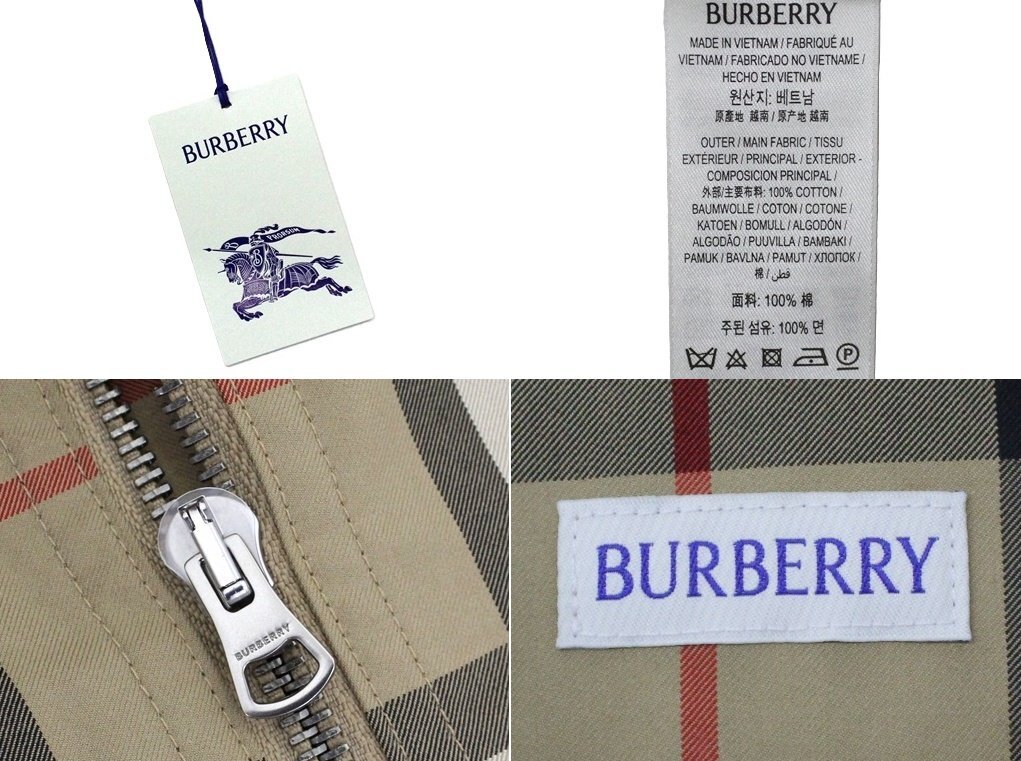 BURBERRY
PRORSUM
BURBERRY
MADE IN VIETNAM / FABRIQUÉ AU
VIETNAM / FABRICADO NO VIETNAME /
HECHO EN VIETNAM
원산지: 베트남
原產地 越南 / 原产地 越南
OUTER / MAIN FABRIC / TISSU
EXTÉRIEUR / PRINCIPAL / EXTERIOR -
COMPOSICION PRINCIPAL /
外部/主要布料: 100% COTTON /
BAUMWOLLE / COTON / COTONE /
KATOEN / BOMULL / ALGODÓN /
ALGODÃO / PUUVILLA / BAMBAKI /
PAMUK / BAVLNA / PAMUT / ХЛОПОК /
棉 / قطن
面料: 100% 棉
주된 섬유: 100% 면
P
BURBERRY
BURBERRY